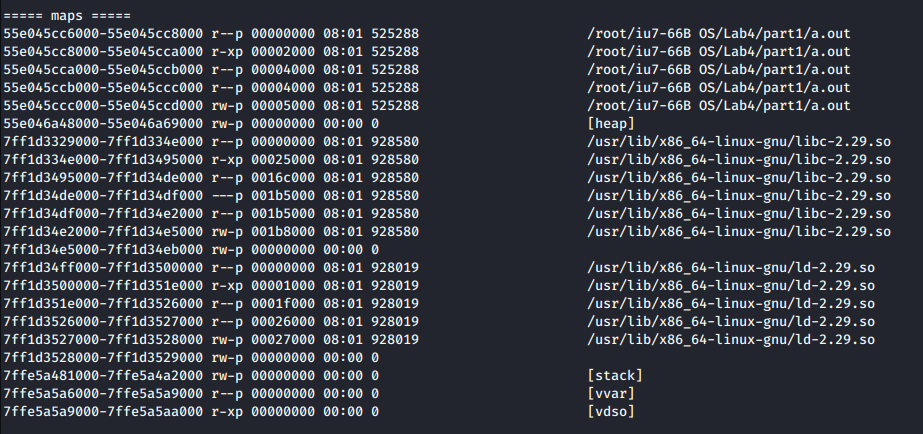 ===== maps =====
55e045cc6000-55e045cc8000 r--p 00000000 08:01 525288 /root/iu7-66B OS/Lab4/part1/a.out
55e045cc8000-55e045cca000 r-xp 00002000 08:01 525288 /root/iu7-66B OS/Lab4/part1/a.out
55e045cca000-55e045ccb000 r--p 00004000 08:01 525288 /root/iu7-66B OS/Lab4/part1/a.out
55e045ccb000-55e045ccc000 r--p 00004000 08:01 525288 /root/iu7-66B OS/Lab4/part1/a.out
55e045ccc000-55e045ccd000 rw-p 00005000 08:01 525288 /root/iu7-66B OS/Lab4/part1/a.out
55e046a48000-55e046a69000 rw-p 00000000 00:00 0 [heap]
7ff1d3329000-7ff1d334e000 r--p 00000000 08:01 928580 /usr/lib/x86_64-linux-gnu/libc-2.29.so
7ff1d334e000-7ff1d3495000 r-xp 00025000 08:01 928580 /usr/lib/x86_64-linux-gnu/libc-2.29.so
7ff1d3495000-7ff1d34de000 r--p 0016c000 08:01 928580 /usr/lib/x86_64-linux-gnu/libc-2.29.so
7ff1d34de000-7ff1d34df000 ---p 001b5000 08:01 928580 /usr/lib/x86_64-linux-gnu/libc-2.29.so
7ff1d34df000-7ff1d34e2000 r--p 001b5000 08:01 928580 /usr/lib/x86_64-linux-gnu/libc-2.29.so
7ff1d34e2000-7ff1d34e5000 rw-p 001b8000 08:01 928580 /usr/lib/x86_64-linux-gnu/libc-2.29.so
7ff1d34e5000-7ff1d34eb000 rw-p 00000000 00:00 0
7ff1d34ff000-7ff1d3500000 r--p 00000000 08:01 928019 /usr/lib/x86_64-linux-gnu/ld-2.29.so
7ff1d3500000-7ff1d351e000 r-xp 00001000 08:01 928019 /usr/lib/x86_64-linux-gnu/ld-2.29.so
7ff1d351e000-7ff1d3526000 r--p 0001f000 08:01 928019 /usr/lib/x86_64-linux-gnu/ld-2.29.so
7ff1d3526000-7ff1d3527000 r--p 00026000 08:01 928019 /usr/lib/x86_64-linux-gnu/ld-2.29.so
7ff1d3527000-7ff1d3528000 rw-p 00027000 08:01 928019 /usr/lib/x86_64-linux-gnu/ld-2.29.so
7ff1d3528000-7ff1d3529000 rw-p 00000000 00:00 0
7ffe5a481000-7ffe5a4a2000 rw-p 00000000 00:00 0 [stack]
7ffe5a5a6000-7ffe5a5a9000 r--p 00000000 00:00 0 [vvar]
7ffe5a5a9000-7ffe5a5aa000 r-xp 00000000 00:00 0 [vdso]